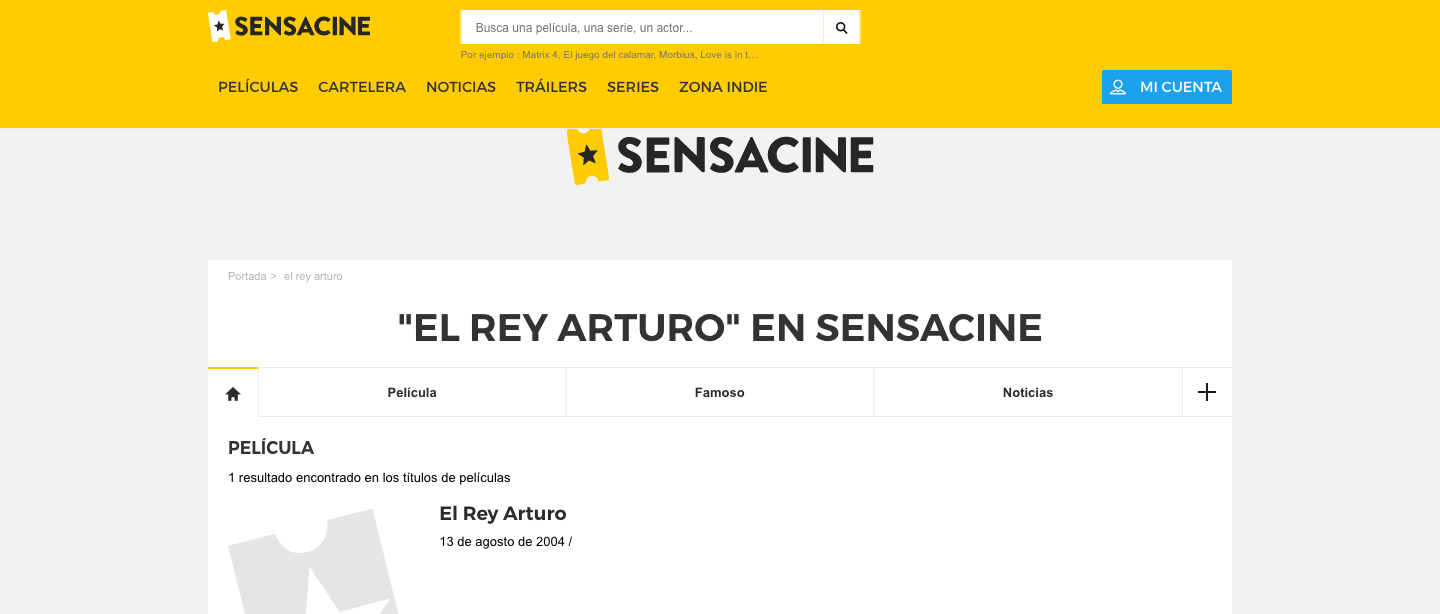 SENSACINE
Busca una película, una serie, un actor...
Por ejemplo : Matrix 4, El juego del calamar, Morbius, Love is in t...
PELÍCULAS CARTELERA NOTICIAS TRÁILERS SERIES ZONA INDIE
MI CUENTA
SENSACINE
Portada > el rey arturo
"EL REY ARTURO" EN SENSACINE
Película Famoso Noticias
PELÍCULA
1 resultado encontrado en los títulos de películas
El Rey Arturo
13 de agosto de 2004 /